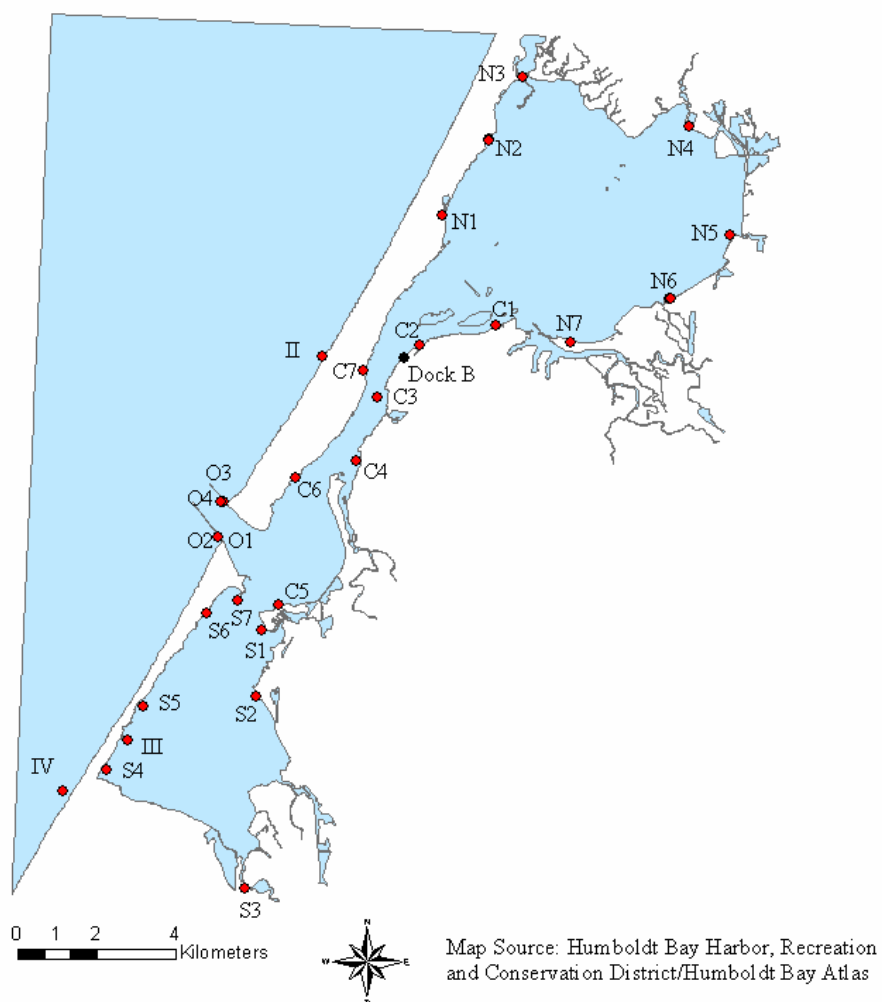 N3
N4
N2
N1
N5
N6
C1
C2
N7
II
C7
Dock B
C3
O3
C4
C6
O4
O2
O1
C5
S7
S6
S1
S2
S5
III
IV
S4
S3
0 1 2 4
Kilometers
N
W
E
Map Source: Humboldt Bay Harbor, Recreation
and Conservation District/Humboldt Bay Atlas